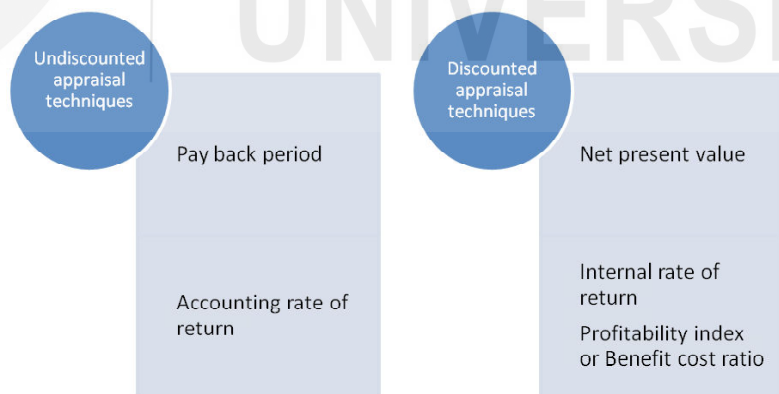 UNIVERSI
Undiscounted
appraisal
techniques
Pay back period
Accounting rate of
return
Discounted
appraisal
techniques
Net present value
Internal rate of
return
Profitability index
or Benefit cost ratio